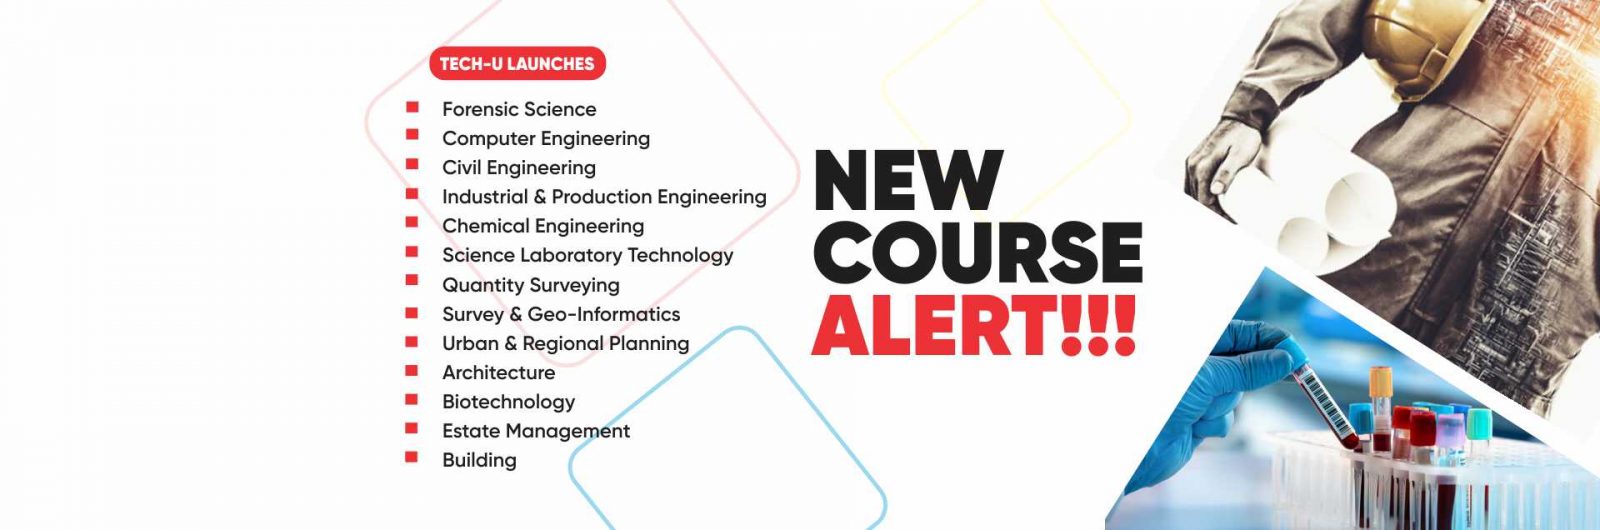 TECH-U LAUNCHES
Forensic Science
Computer Engineering
Civil Engineering
Industrial & Production Engineering
Chemical Engineering
Science Laboratory Technology
Quantity Surveying
Survey & Geo-Informatics
Urban & Regional Planning
Architecture
Biotechnology
Estate Management
Building
NEW
COURSE
ALERT!!!